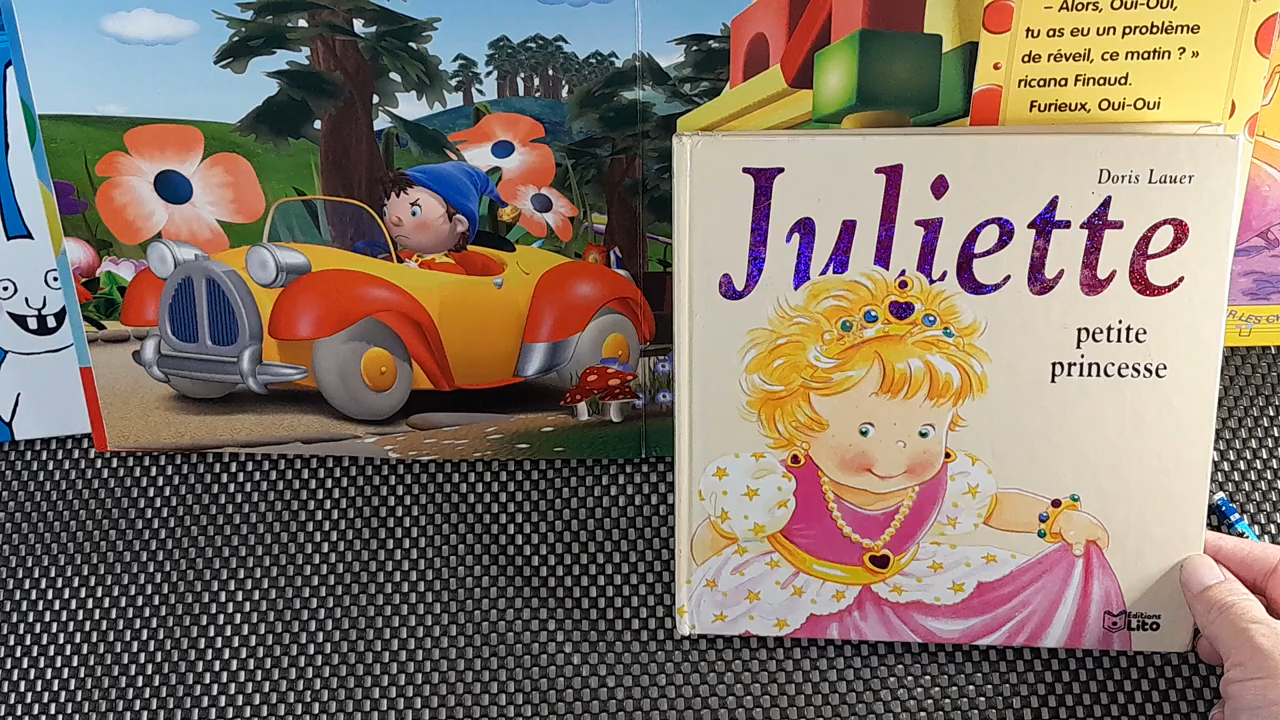 – Alors, Oui-Oui,
tu as eu un problème
de réveil, ce matin ? »
ricana Finaud.
Furieux, Oui-Oui
Doris Lauer
Juliette
petite
princesse
Editions
Lito